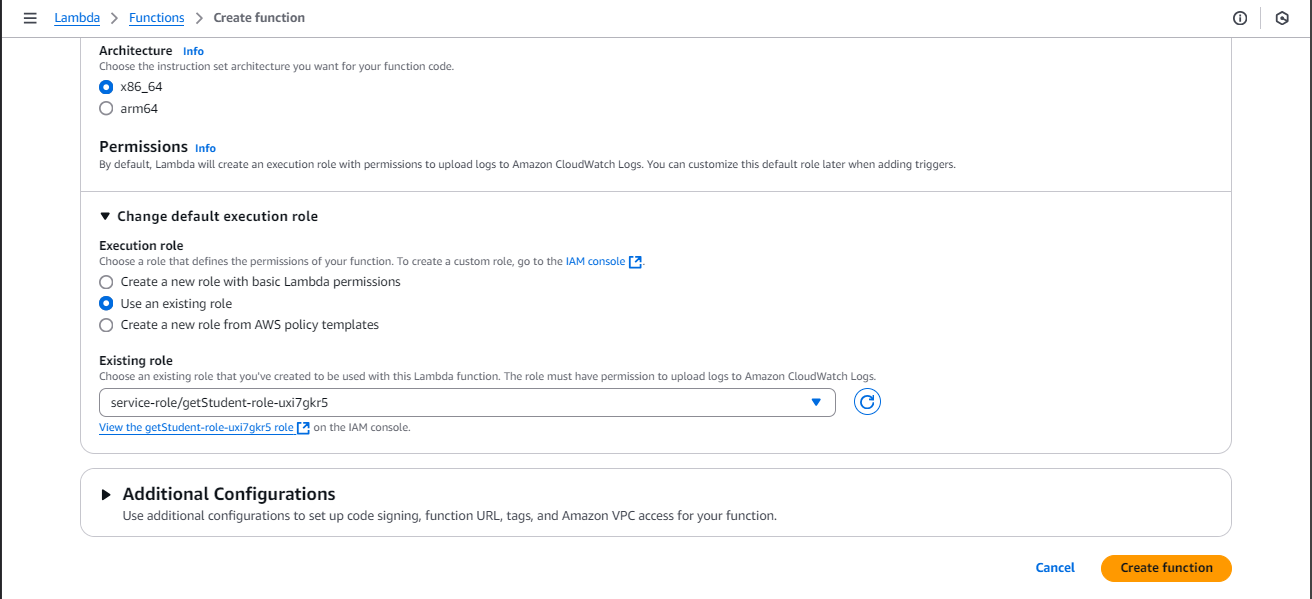 Lambda > Functions > Create function
Architecture Info
Choose the instruction set architecture you want for your function code.
x86_64
arm64
Permissions Info
By default, Lambda will create an execution role with permissions to upload logs to Amazon CloudWatch Logs. You can customize this default role later when adding triggers.
Change default execution role
Execution role
Choose a role that defines the permissions of your function. To create a custom role, go to the IAM console.
Create a new role with basic Lambda permissions
Use an existing role
Create a new role from AWS policy templates
Existing role
Choose an existing role that you've created to be used with this Lambda function. The role must have permission to upload logs to Amazon CloudWatch Logs.
service-role/getStudent-role-uxi7gkr5
View the getStudent-role-uxi7gkr5 role on the IAM console.
Additional Configurations
Use additional configurations to set up code signing, function URL, tags, and Amazon VPC access for your function.
Cancel Create function